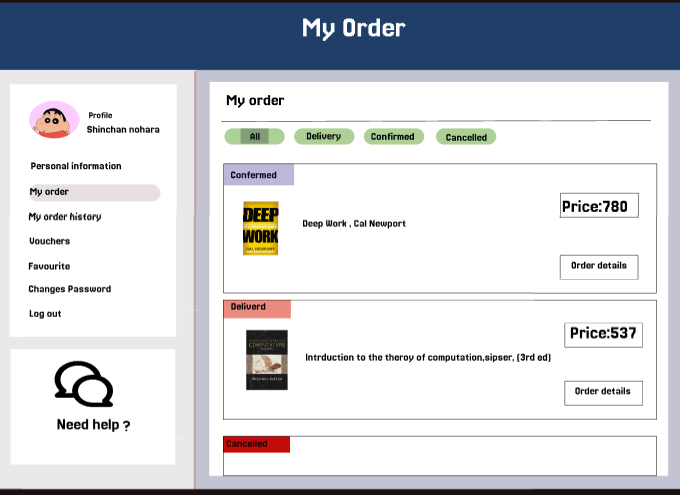 My Order
Profile
Shinchan nohara
Personal information
My order
My order history
Vouchers
Favourite
Changes Password
Log out
Need help ?
My order
All
Delivery
Confirmed
Cancelled
Confermed
DEEP
WORK
CAL NEWPORT
Deep Work , Cal Newport
Price:780
Order details
Deliverd
COMPUTATION
Intrduction to the theroy of computation,sipser, (3rd ed)
Price:537
Order details
Cancelled